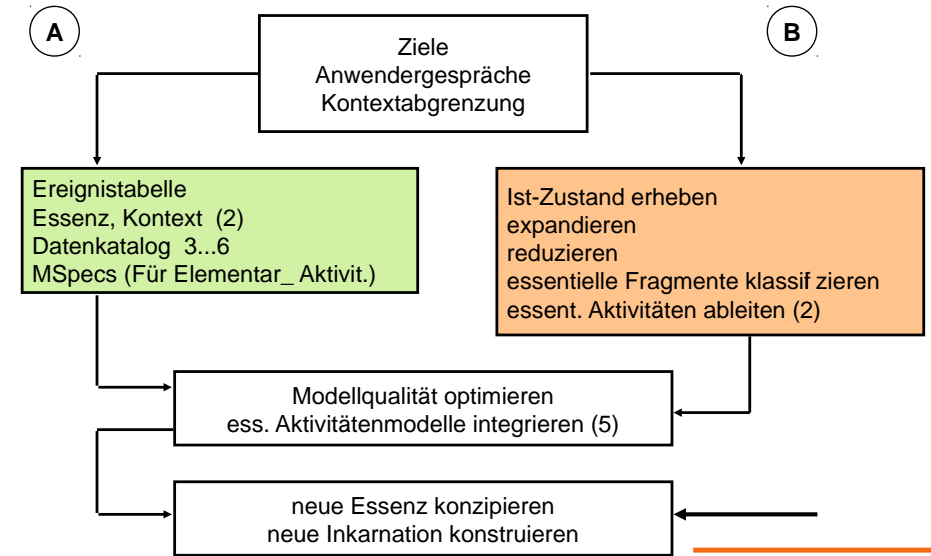 A
B
Ziele
Anwendergespräche
Kontextabgrenzung
Ereignistabelle
Essenz, Kontext (2)
Datenkatalog 3...6
MSpecs (Für Elementar_ Aktivit.)
Ist-Zustand erheben
expandieren
reduzieren
essentielle Fragmente klassif zieren
essent. Aktivitäten ableiten (2)
Modellqualität optimieren
ess. Aktivitätenmodelle integrieren (5)
neue Essenz konzipieren
neue Inkarnation konstruieren